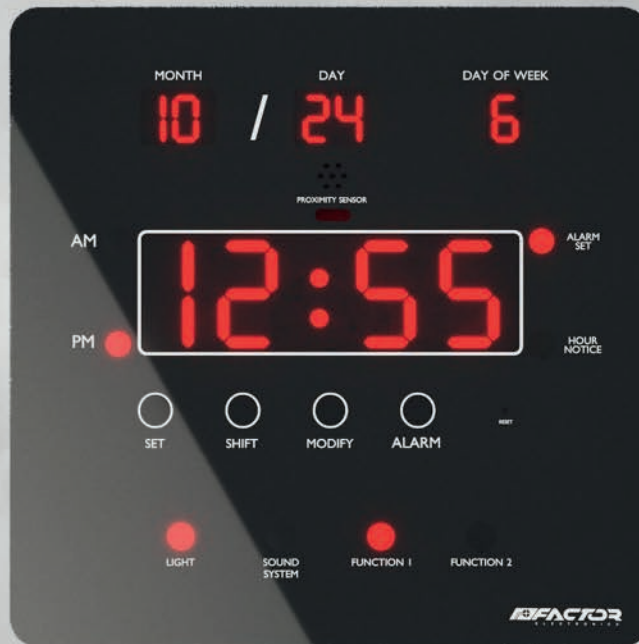 MONTH DAY DAY OF WEEK
10 / 24 6
PROXIMITY SENSOR
AM
12:55
ALARM
SET
PM
HOUR
NOTICE
SET SHIFT MODIFY ALARM RESET
LIGHT SOUND
SYSTEM FUNCTION 1 FUNCTION 2
FACTOR
ELECTRONICS